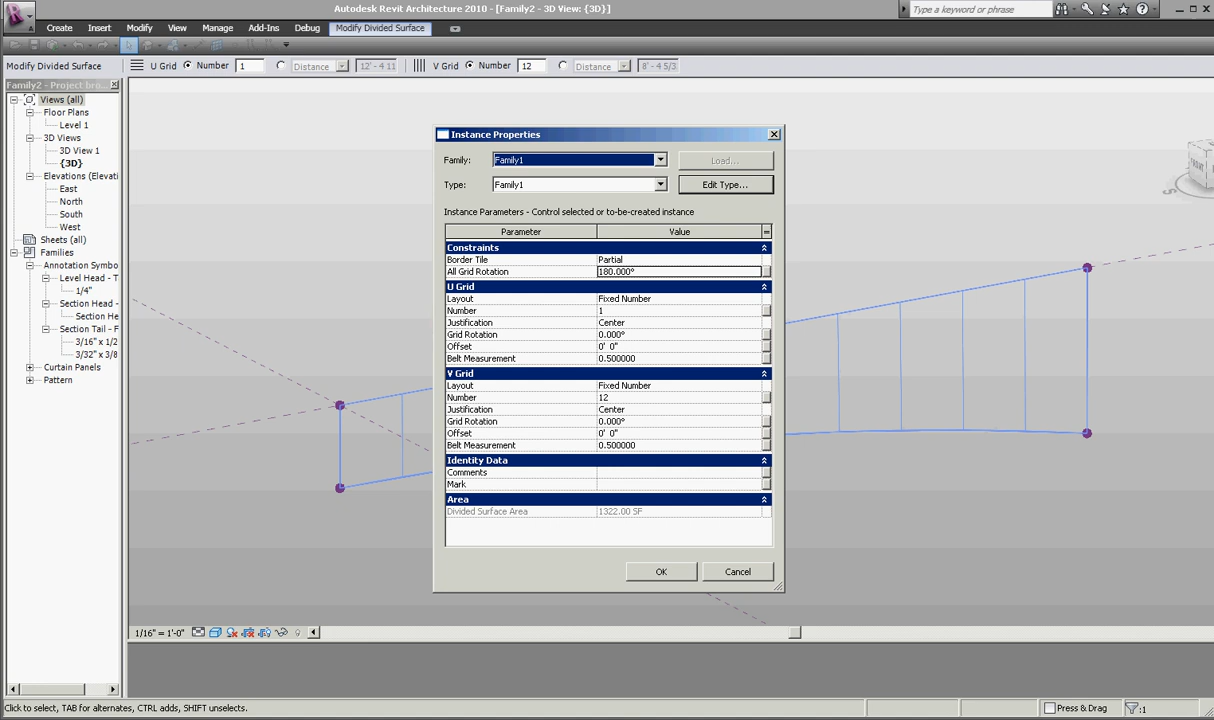 Autodesk Revit Architecture 2010 - [Family2 - 3D View: {3D}]
Type a keyword or phrase
Create Insert Modify View Manage Add-Ins Debug Modify Divided Surface
Modify Divided Surface U Grid Number 1 Distance 12' - 4 11 V Grid Number 12 Distance 8' - 4 5/3
Family2 - Project bro...
Views (all)
Floor Plans
Level 1
3D Views
3D View 1
{3D}
Elevations (Elevati
East
North
South
West
Sheets (all)
Families
Annotation Symbo
Level Head - T
1/4"
Section Head -
Section He
Section Tail - F
3/16" x 1/2
3/32" x 3/8
Curtain Panels
Pattern
FRONT
S
Instance Properties
Family: Family1 Load...
Type: Family1 Edit Type...
Instance Parameters - Control selected or to-be-created instance
Parameter Value =
Constraints
Border Tile Partial
All Grid Rotation 180.000°
U Grid
Layout Fixed Number
Number 1
Justification Center
Grid Rotation 0.000°
Offset 0' 0"
Belt Measurement 0.500000
V Grid
Layout Fixed Number
Number 12
Justification Center
Grid Rotation 0.000°
Offset 0' 0"
Belt Measurement 0.500000
Identity Data
Comments
Mark
Area
Divided Surface Area 1322.00 SF
OK Cancel
1/16" = 1'-0"
Click to select, TAB for alternates, CTRL adds, SHIFT unselects. Press & Drag :1